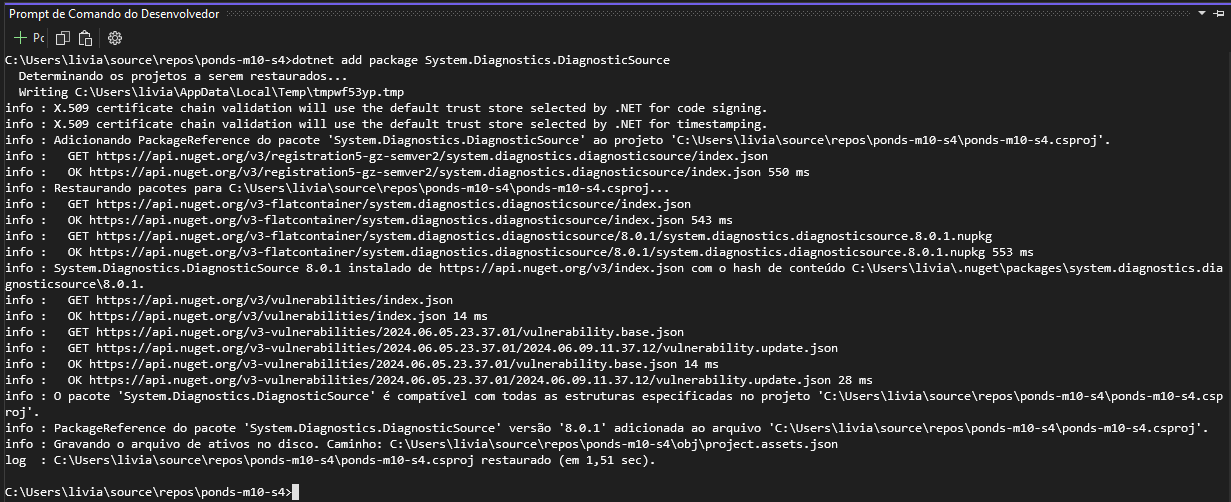 Prompt de Comando do Desenvolvedor
C:\Users\livia\source\repos\ponds-m10-s4>dotnet add package System.Diagnostics.DiagnosticSource
  Determinando os projetos a serem restaurados...
  Writing C:\Users\livia\AppData\Local\Temp\tmpwf53yp.tmp
info : X.509 certificate chain validation will use the default trust store selected by .NET for code signing.
info : X.509 certificate chain validation will use the default trust store selected by .NET for timestamping.
info : Adicionando PackageReference do pacote 'System.Diagnostics.DiagnosticSource' ao projeto 'C:\Users\livia\source\repos\ponds-m10-s4\ponds-m10-s4.csproj'.
info :   GET https://api.nuget.org/v3/registration5-gz-semver2/system.diagnostics.diagnosticsource/index.json
info :   OK https://api.nuget.org/v3/registration5-gz-semver2/system.diagnostics.diagnosticsource/index.json 550 ms
info : Restaurando pacotes para C:\Users\livia\source\repos\ponds-m10-s4\ponds-m10-s4.csproj...
info :   GET https://api.nuget.org/v3-flatcontainer/system.diagnostics.diagnosticsource/index.json
info :   OK https://api.nuget.org/v3-flatcontainer/system.diagnostics.diagnosticsource/index.json 543 ms
info :   GET https://api.nuget.org/v3-flatcontainer/system.diagnostics.diagnosticsource/8.0.1/system.diagnostics.diagnosticsource.8.0.1.nupkg
info :   OK https://api.nuget.org/v3-flatcontainer/system.diagnostics.diagnosticsource/8.0.1/system.diagnostics.diagnosticsource.8.0.1.nupkg 553 ms
info : System.Diagnostics.DiagnosticSource 8.0.1 instalado de https://api.nuget.org/v3/index.json com o hash de conteúdo C:\Users\livia\.nuget\packages\system.diagnostics.dia
gnosticsource\8.0.1.
info :   GET https://api.nuget.org/v3/vulnerabilities/index.json
info :   OK https://api.nuget.org/v3/vulnerabilities/index.json 14 ms
info :   GET https://api.nuget.org/v3-vulnerabilities/2024.06.05.23.37.01/vulnerability.base.json
info :   GET https://api.nuget.org/v3-vulnerabilities/2024.06.05.23.37.01/2024.06.09.11.37.12/vulnerability.update.json
info :   OK https://api.nuget.org/v3-vulnerabilities/2024.06.05.23.37.01/vulnerability.base.json 14 ms
info :   OK https://api.nuget.org/v3-vulnerabilities/2024.06.05.23.37.01/2024.06.09.11.37.12/vulnerability.update.json 28 ms
info : O pacote 'System.Diagnostics.DiagnosticSource' é compatível com todas as estruturas especificadas no projeto 'C:\Users\livia\source\repos\ponds-m10-s4\ponds-m10-s4.csp
roj'.
info : PackageReference do pacote 'System.Diagnostics.DiagnosticSource' versão '8.0.1' adicionada ao arquivo 'C:\Users\livia\source\repos\ponds-m10-s4\ponds-m10-s4.csproj'.
info : Gravando o arquivo de ativos no disco. Caminho: C:\Users\livia\source\repos\ponds-m10-s4\obj\project.assets.json
log  : C:\Users\livia\source\repos\ponds-m10-s4\ponds-m10-s4.csproj restaurado (em 1,51 sec).
C:\Users\livia\source\repos\ponds-m10-s4>